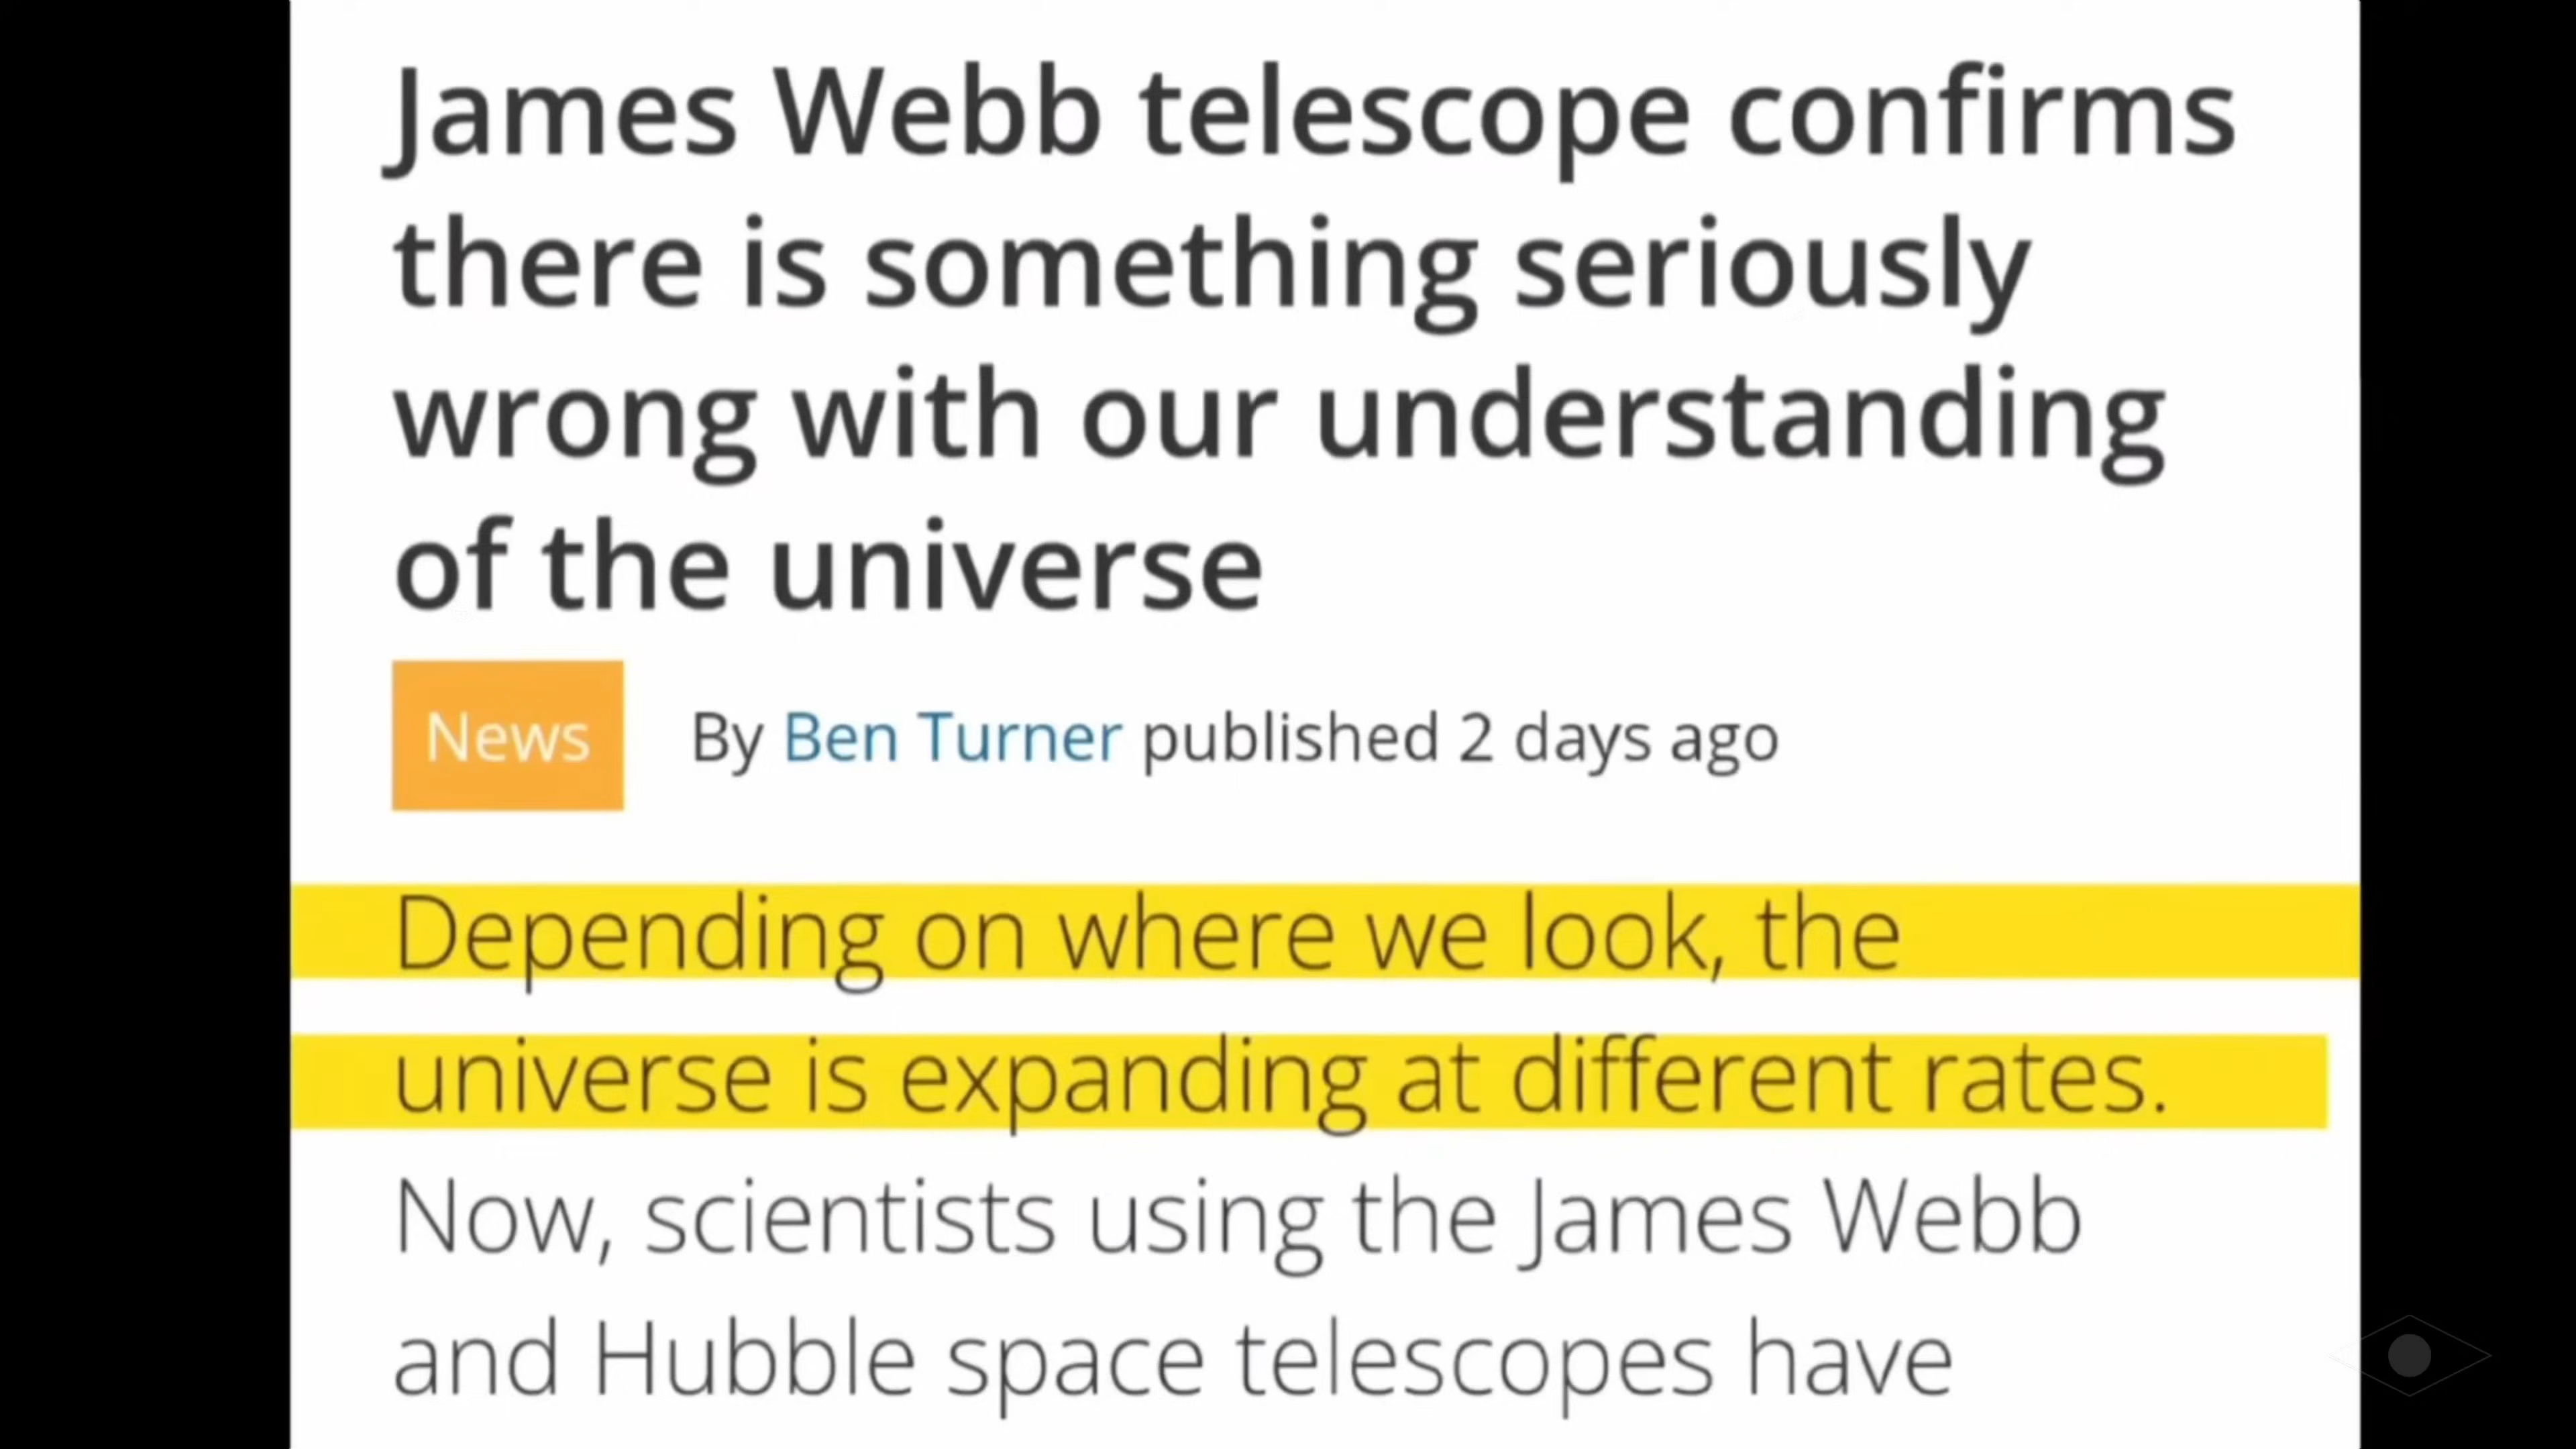 James Webb telescope confirms
there is something seriously
wrong with our understanding
of the universe
News By Ben Turner published 2 days ago
Depending on where we look, the
universe is expanding at different rates.
Now, scientists using the James Webb
and Hubble space telescopes have